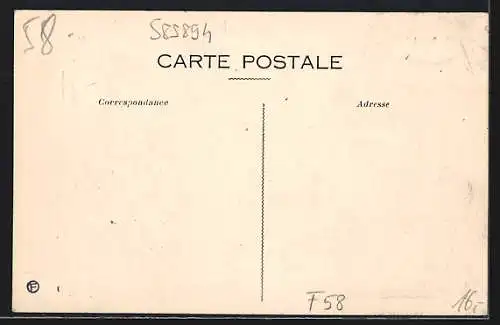 58
585894
CARTE POSTALE
Correspondance
Adresse
F
F58
16,-